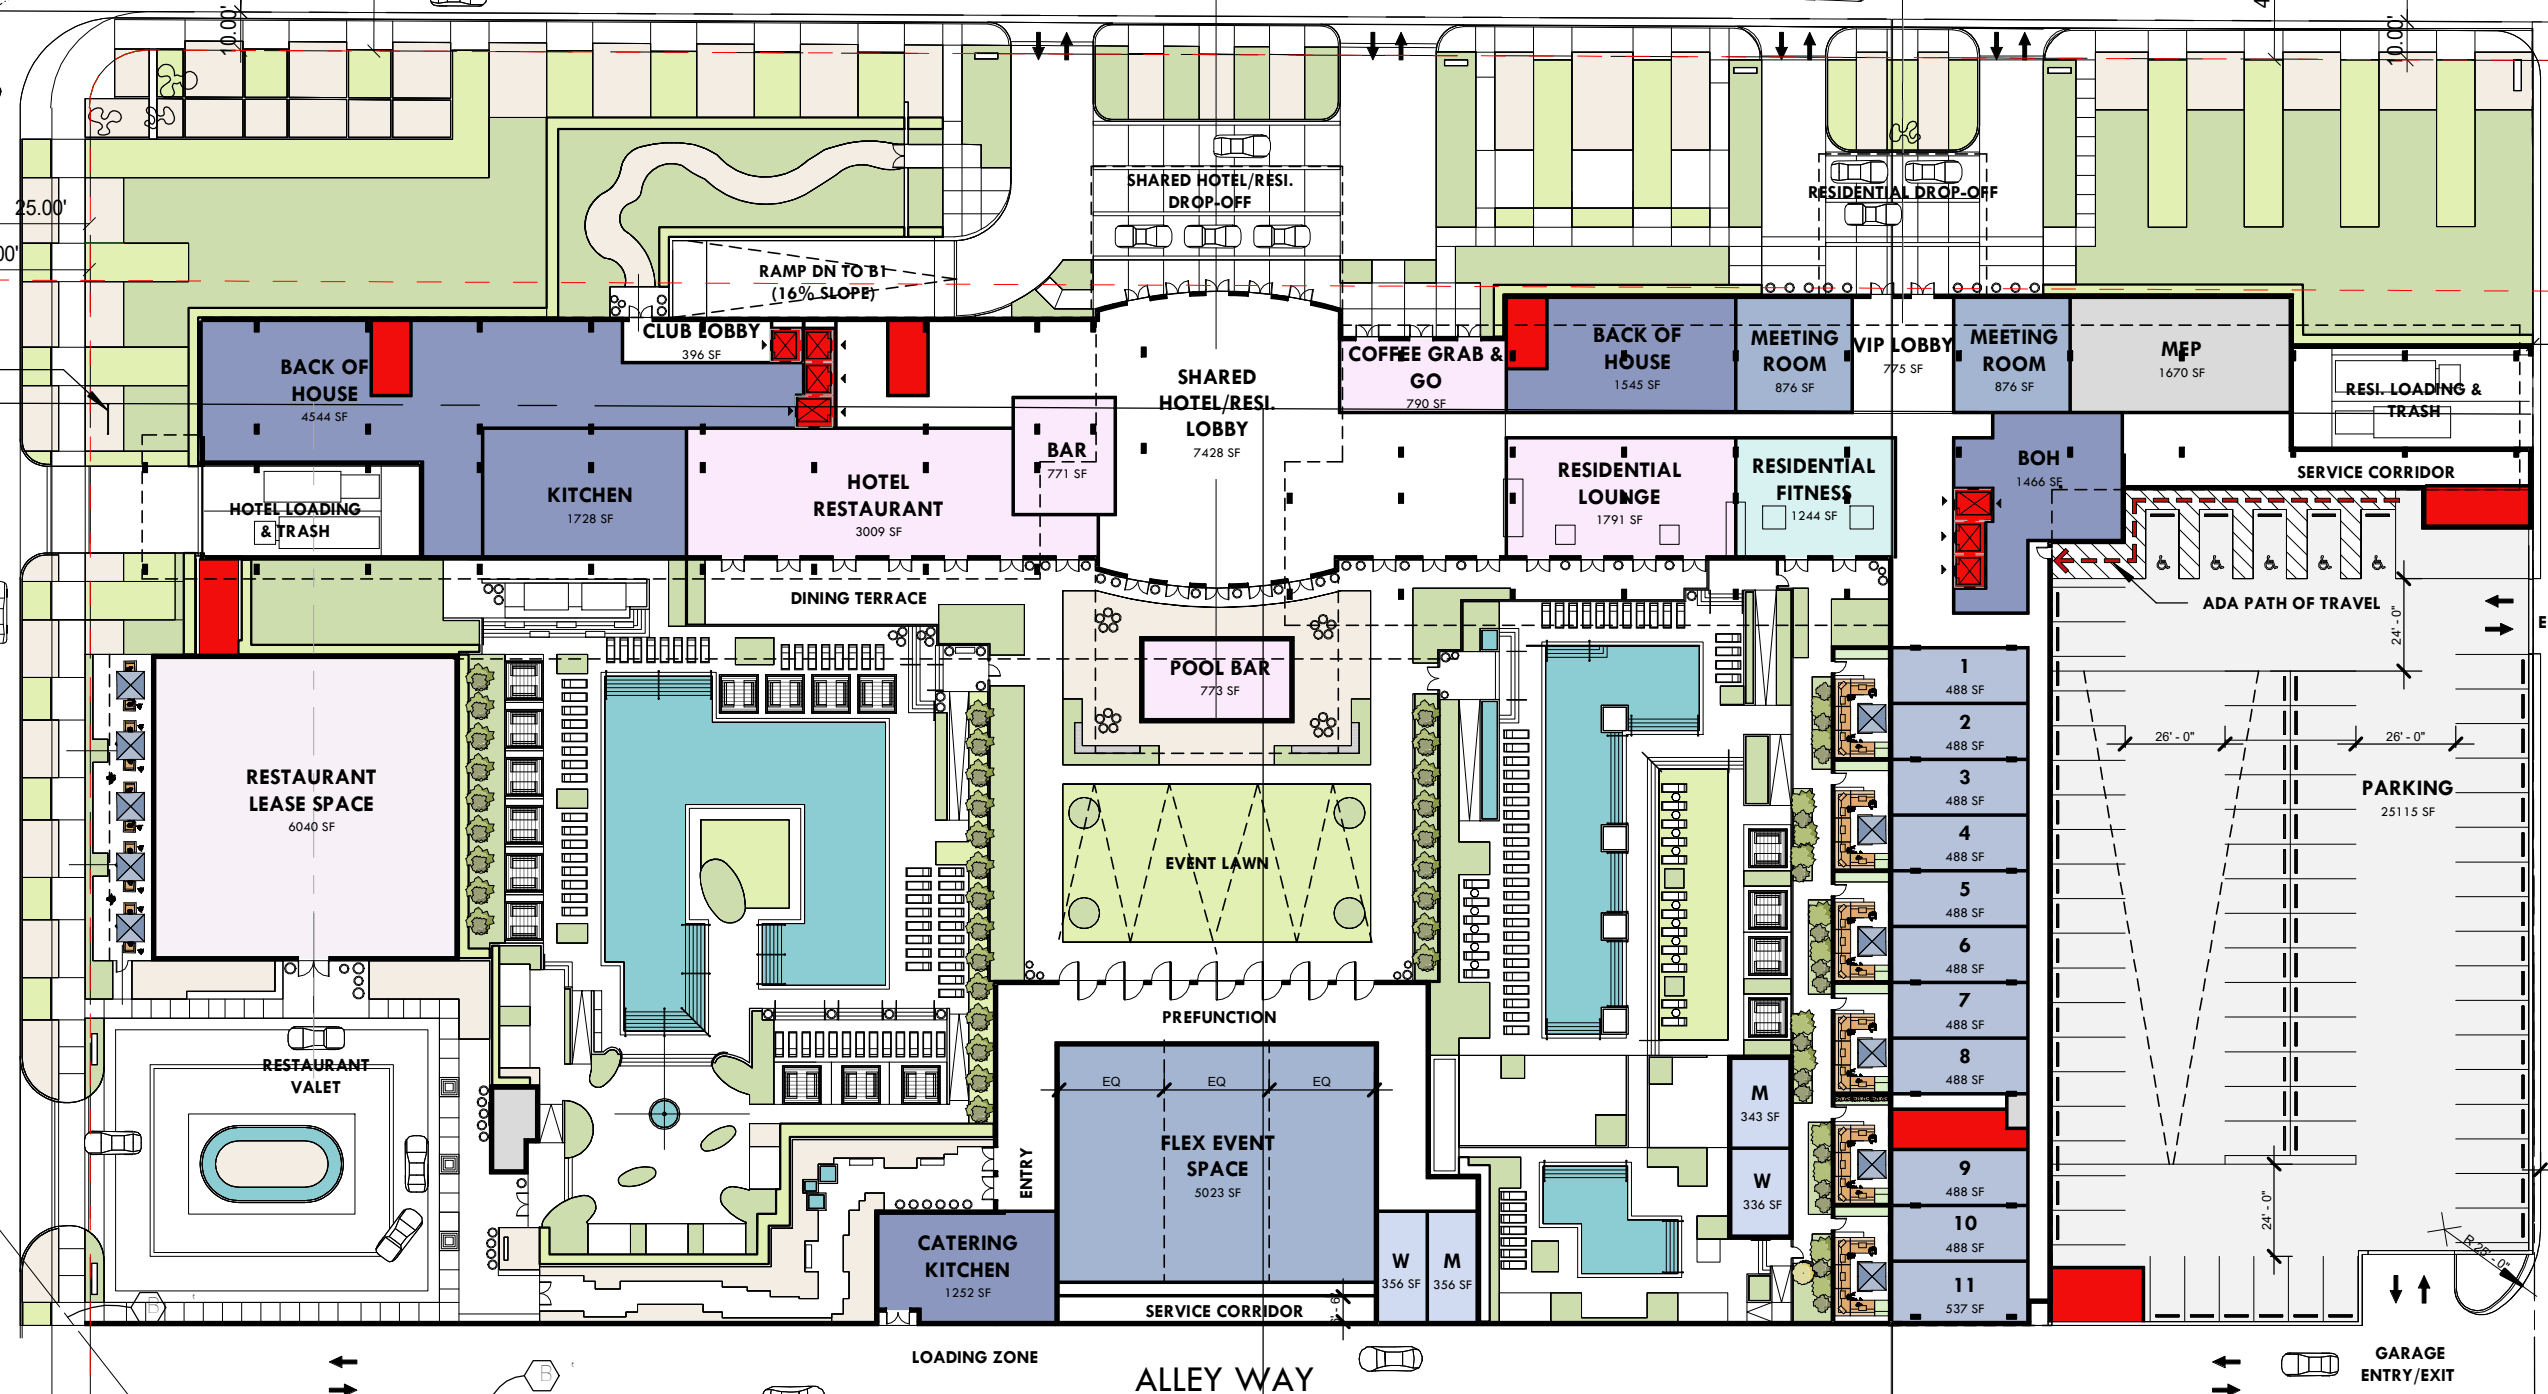 10.00'
10.00'
25.00'
SHARED HOTEL/RESI.
DROP-OFF
RESIDENTIAL DROP-OFF
RAMP DN TO B1
(16% SLOPE)
CLUB LOBBY
396 SF
BACK OF
HOUSE
4544 SF
SHARED
HOTEL/RESI.
LOBBY
7428 SF
COFFEE GRAB &
GO
790 SF
BACK OF
HOUSE
1545 SF
MEETING
ROOM
876 SF
VIP LOBBY
775 SF
MEETING
ROOM
876 SF
MEP
1670 SF
RESI. LOADING &
TRASH
BAR
771 SF
HOTEL LOADING
& TRASH
KITCHEN
1728 SF
HOTEL
RESTAURANT
3009 SF
RESIDENTIAL
LOUNGE
1791 SF
RESIDENTIAL
FITNESS
1244 SF
BOH
1466 SF
SERVICE CORRIDOR
DINING TERRACE
ADA PATH OF TRAVEL
24' - 0"
POOL BAR
773 SF
1
488 SF
2
488 SF
3
488 SF
4
488 SF
5
488 SF
6
488 SF
7
488 SF
8
488 SF
9
488 SF
10
488 SF
11
537 SF
26' - 0"
26' - 0"
PARKING
25115 SF
RESTAURANT
LEASE SPACE
6040 SF
EVENT LAWN
PREFUNCTION
RESTAURANT
VALET
EQ
EQ
EQ
FLEX EVENT
SPACE
5023 SF
ENTRY
M
343 SF
W
336 SF
24' - 0"
R 25' - 0"
CATERING
KITCHEN
1252 SF
W
356 SF
M
356 SF
SERVICE CORRIDOR
B
B
LOADING ZONE
ALLEY WAY
GARAGE
ENTRY/EXIT